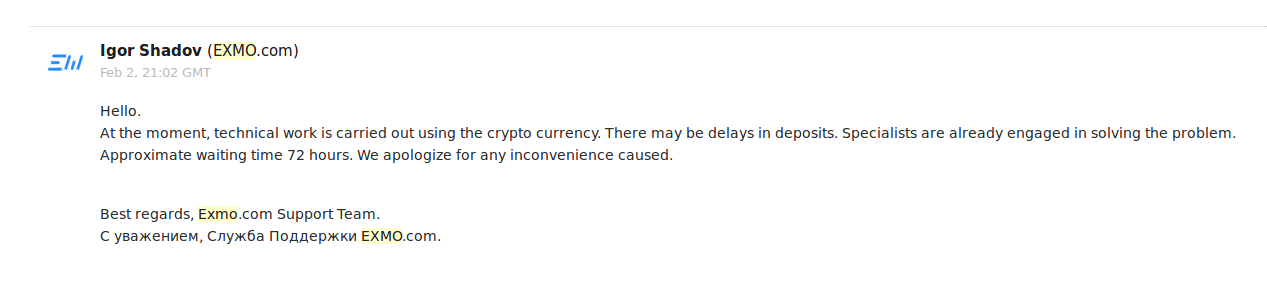 Igor Shadov (EXMO.com)
Feb 2, 21:02 GMT
Hello.
At the moment, technical work is carried out using the crypto currency. There may be delays in deposits. Specialists are already engaged in solving the problem.
Approximate waiting time 72 hours. We apologize for any inconvenience caused.
Best regards, Exmo.com Support Team.
С уважением, Служба Поддержки EXMO.com.